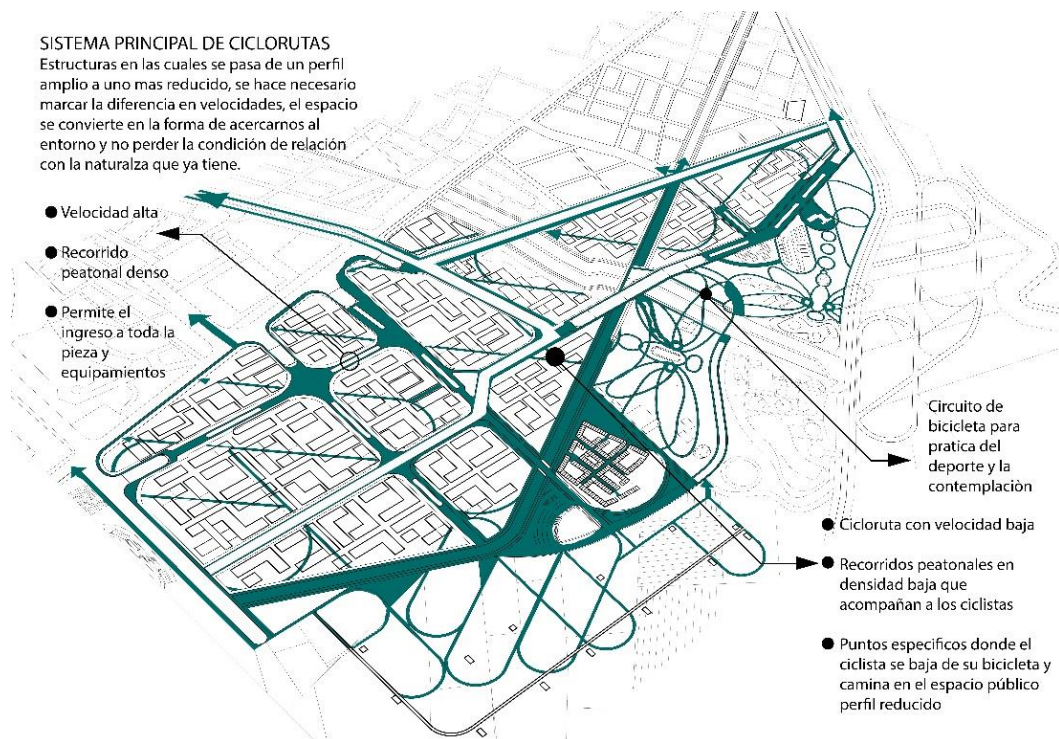 SISTEMA PRINCIPAL DE CICLORUTAS
Estructuras en las cuales se pasa de un perfil
amplio a uno mas reducido, se hace necesario
marcar la diferencia en velocidades, el espacio
se convierte en la forma de acercarnos al
entorno y no perder la condición de relación
con la naturalza que ya tiene.
● Velocidad alta
● Recorrido
peatonal denso
● Permite el
ingreso a toda la
pieza y
equipamientos
Circuito de
bicicleta para
pratica del
deporte y la
contemplaciòn
● Cicloruta con velocidad baja
● Recorridos peatonales en
densidad baja que
acompañan a los ciclistas
● Puntos especificos donde el
ciclista se baja de su bicicleta y
camina en el espacio público
perfil reducido